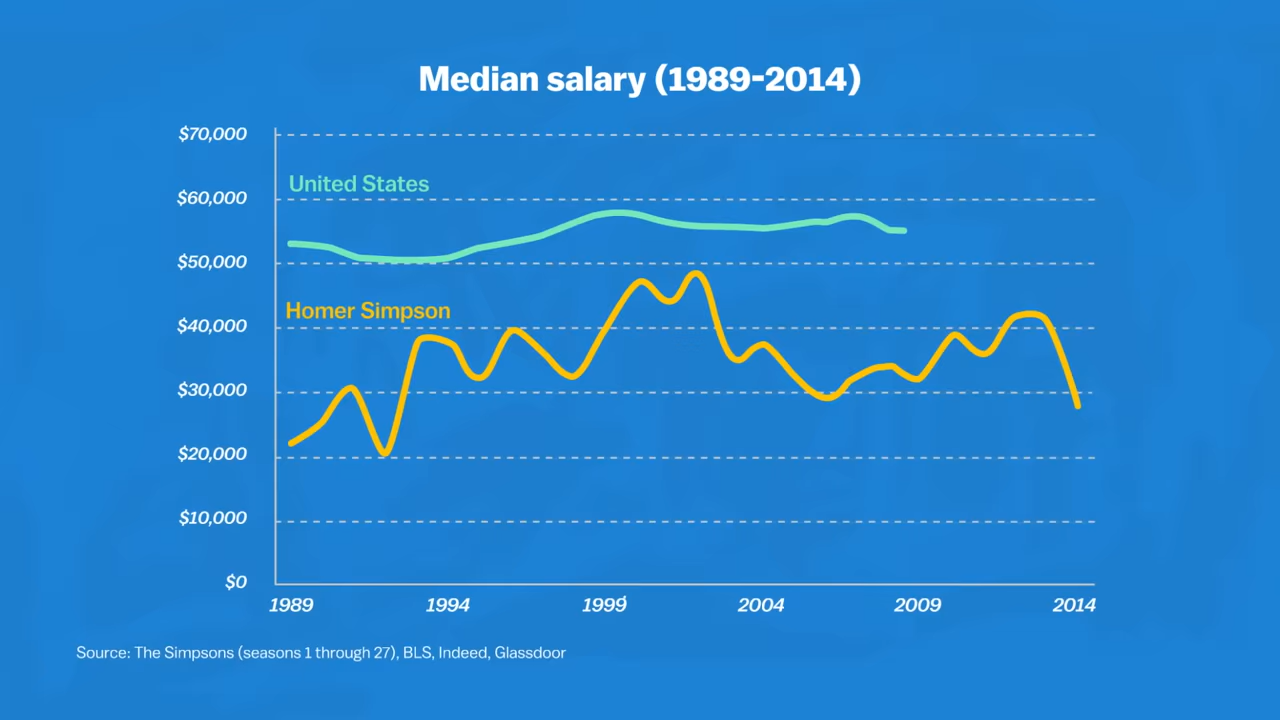 Median salary (1989-2014)
$70,000
United States
$60,000
$50,000
Homer Simpson
$40,000
$30,000
$20,000
$10,000
$0
1989 1994 1999 2004 2009 2014
Source: The Simpsons (seasons 1 through 27), BLS, Indeed, Glassdoor